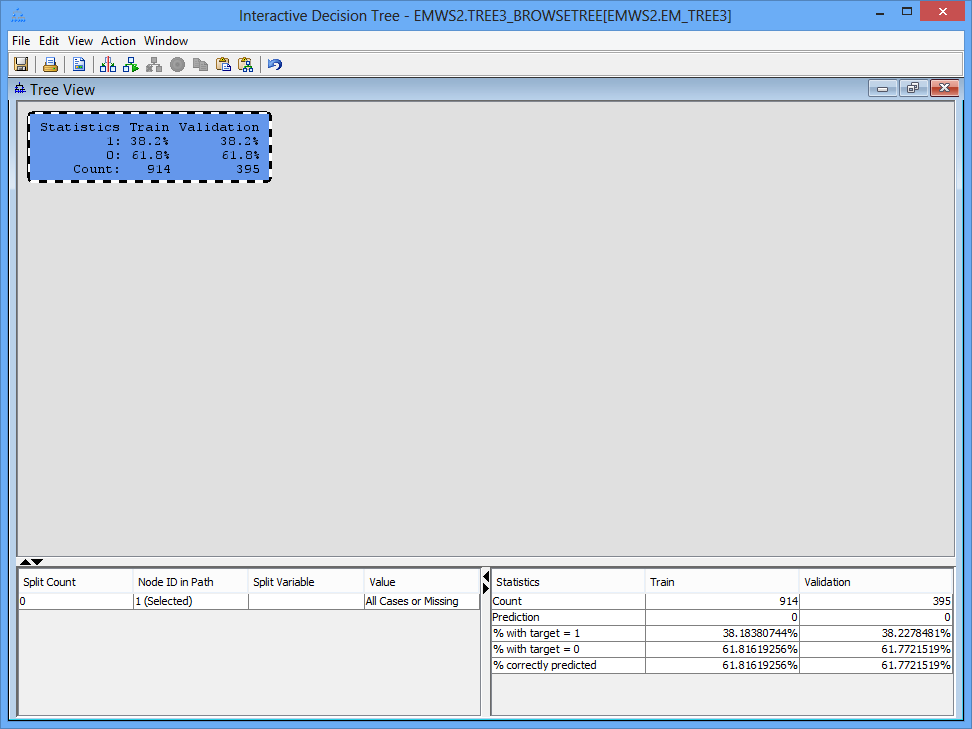 Interactive Decision Tree - EMWS2.TREE3_BROWSETREE[EMWS2.EM_TREE3]
File Edit View Action Window
Tree View
Statistics Train Validation
1: 38.2% 38.2%
0: 61.8% 61.8%
Count: 914 395
Split Count Node ID in Path Split Variable Value
0 1 (Selected) All Cases or Missing
Statistics Train Validation
Count 914 395
Prediction 0 0
% with target = 1 38.18380744% 38.2278481%
% with target = 0 61.81619256% 61.7721519%
% correctly predicted 61.81619256% 61.7721519%